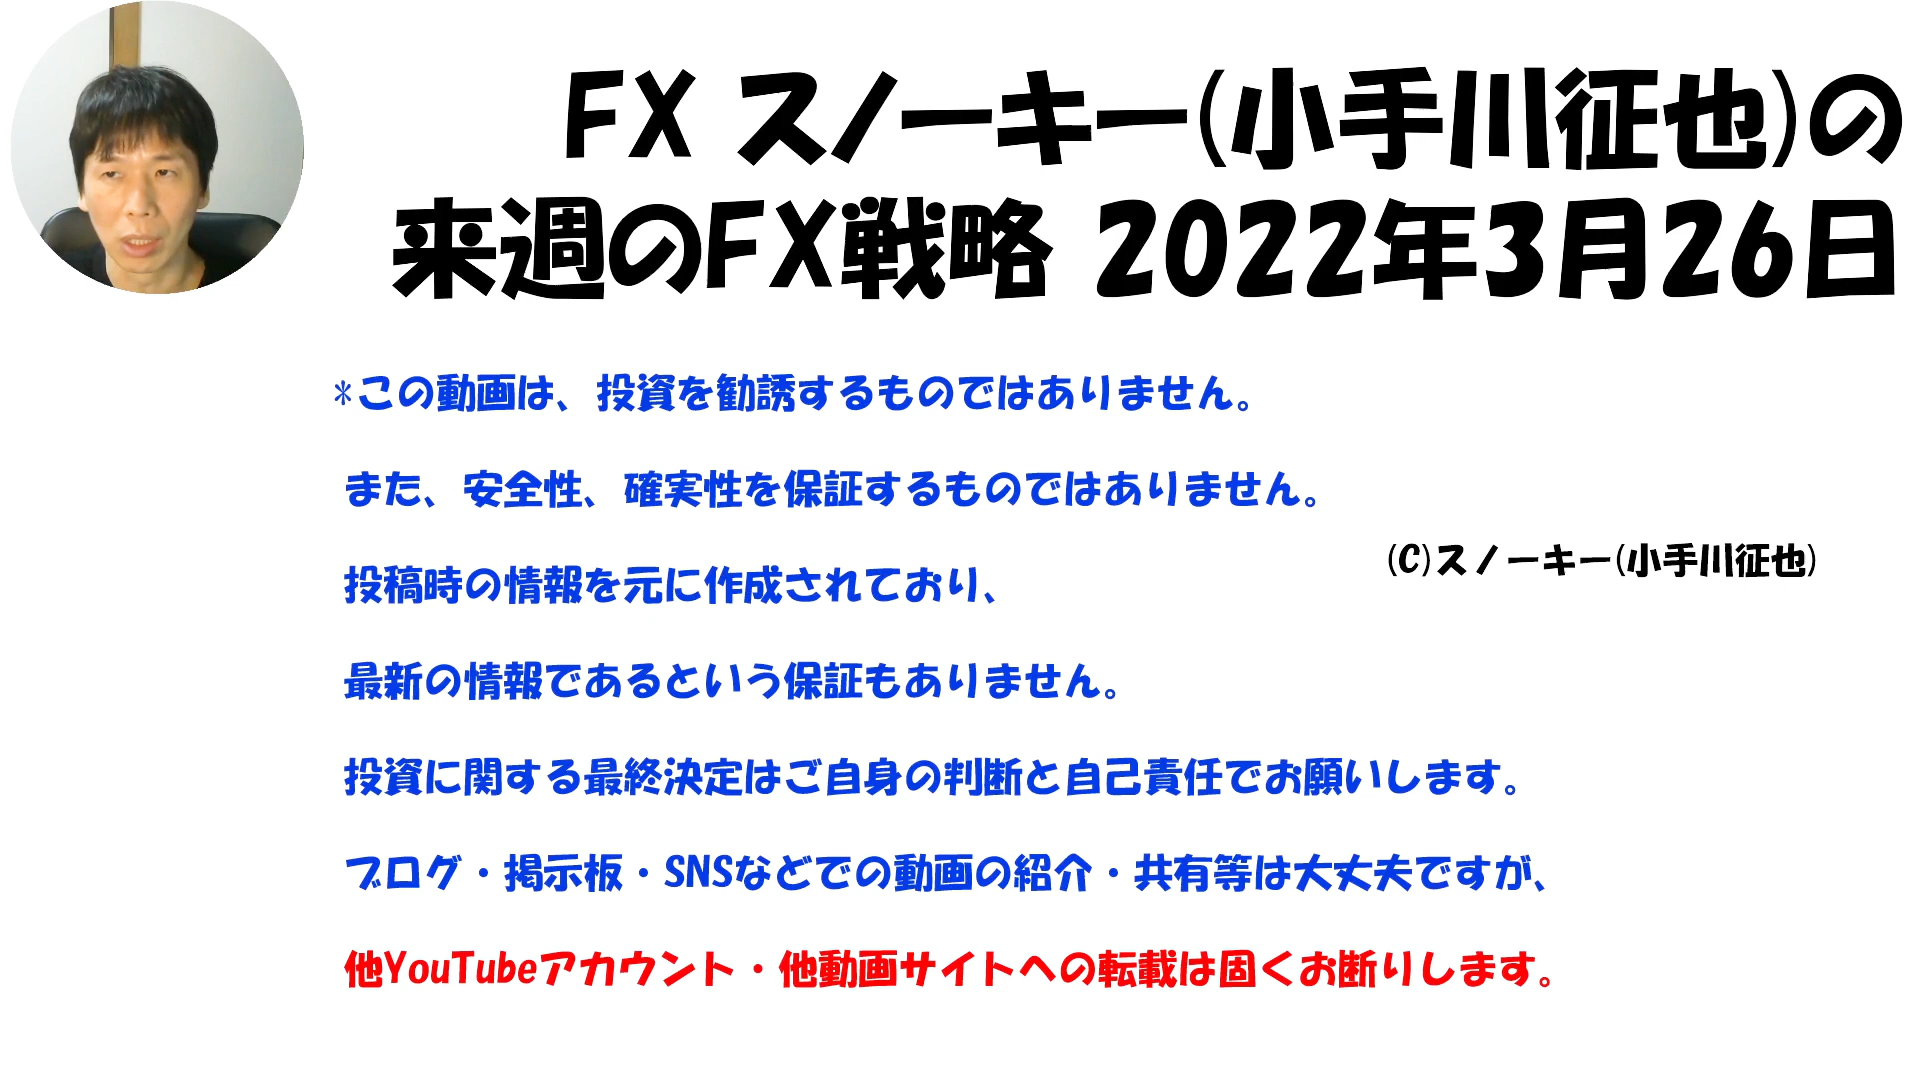 FX スノーキー(小手川征也)の
来週のFX戦略 2022年3月26日
*この動画は、投資を勧誘するものではありません。
また、安全性、確実性を保証するものではありません。
(C)スノーキー(小手川征也)
投稿時の情報を元に作成されており、
最新の情報であるという保証もありません。
投資に関する最終決定はご自身の判断と自己責任でお願いします。
ブログ・掲示板・SNSなどでの動画の紹介・共有等は大丈夫ですが、
他YouTubeアカウント・他動画サイトへの転載は固くお断りします。